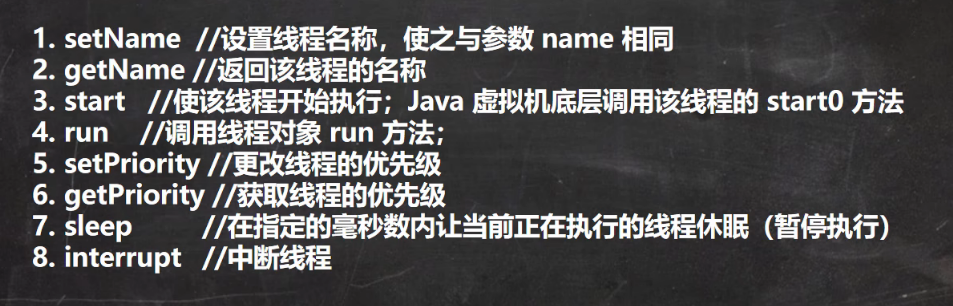 1. setName //设置线程名称，使之与参数 name 相同
2. getName //返回该线程的名称
3. start //使该线程开始执行；Java 虚拟机底层调用该线程的 start0 方法
4. run //调用线程对象 run 方法；
5. setPriority //更改线程的优先级
6. getPriority //获取线程的优先级
7. sleep //在指定的毫秒数内让当前正在执行的线程休眠（暂停执行）
8. interrupt //中断线程